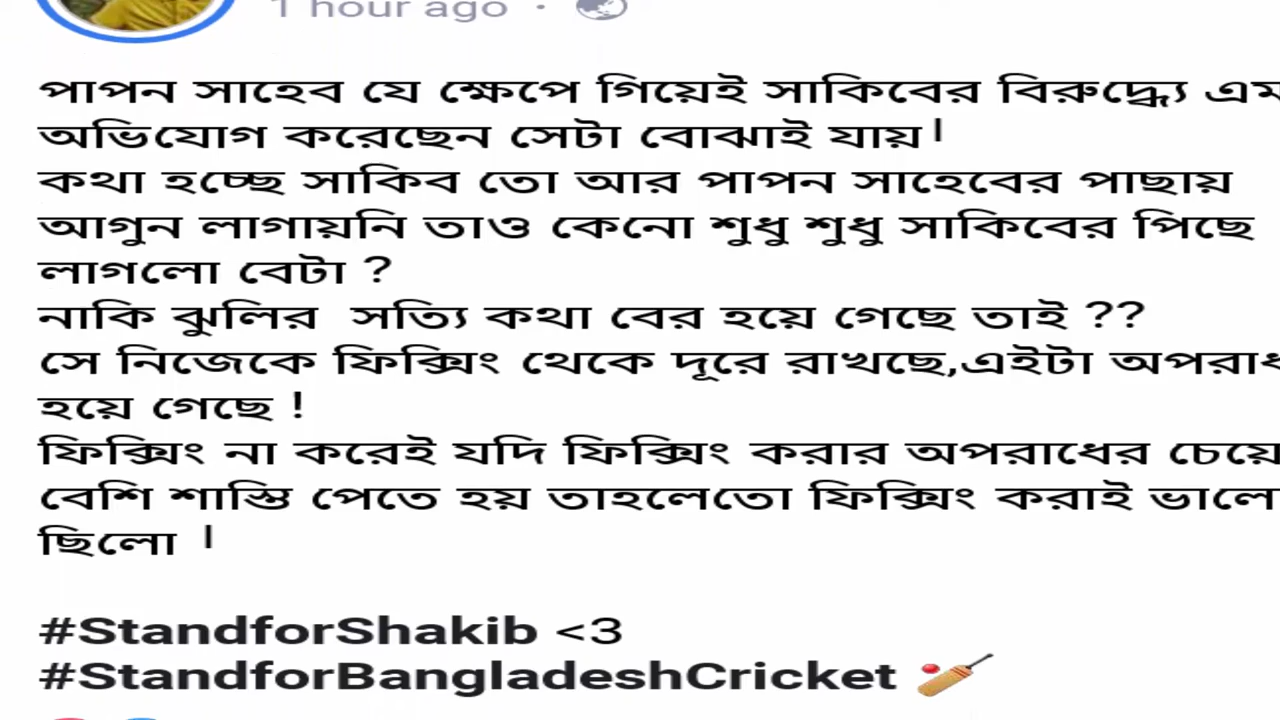 1 hour ago ·
পাপন সাহেব যে ক্ষেপে গিয়েই সাকিবের বিরুদ্ধ্যে
অভিযোগ করেছেন সেটা বোঝাই যায়।
কথা হচ্ছে সাকিব তো আর পাপন সাহেবের পাছায়
আগুন লাগায়নি তাও কেনো শুধু শুধু সাকিবের পিছে
লাগলো বেটা ?
নাকি ঝুলির সত্যি কথা বের হয়ে গেছে তাই ??
সে নিজেকে ফিক্সিং থেকে দূরে রাখছে,এইটা
হয়ে গেছে !
ফিক্সিং না করেই যদি ফিক্সিং করার অপরাধের চেয়ে
বেশি শাস্তি পেতে হয় তাহলেতো ফিক্সিং করাই ভালো
ছিলো ।
#StandforShakib <3
#StandforBangladeshCricket 🏏